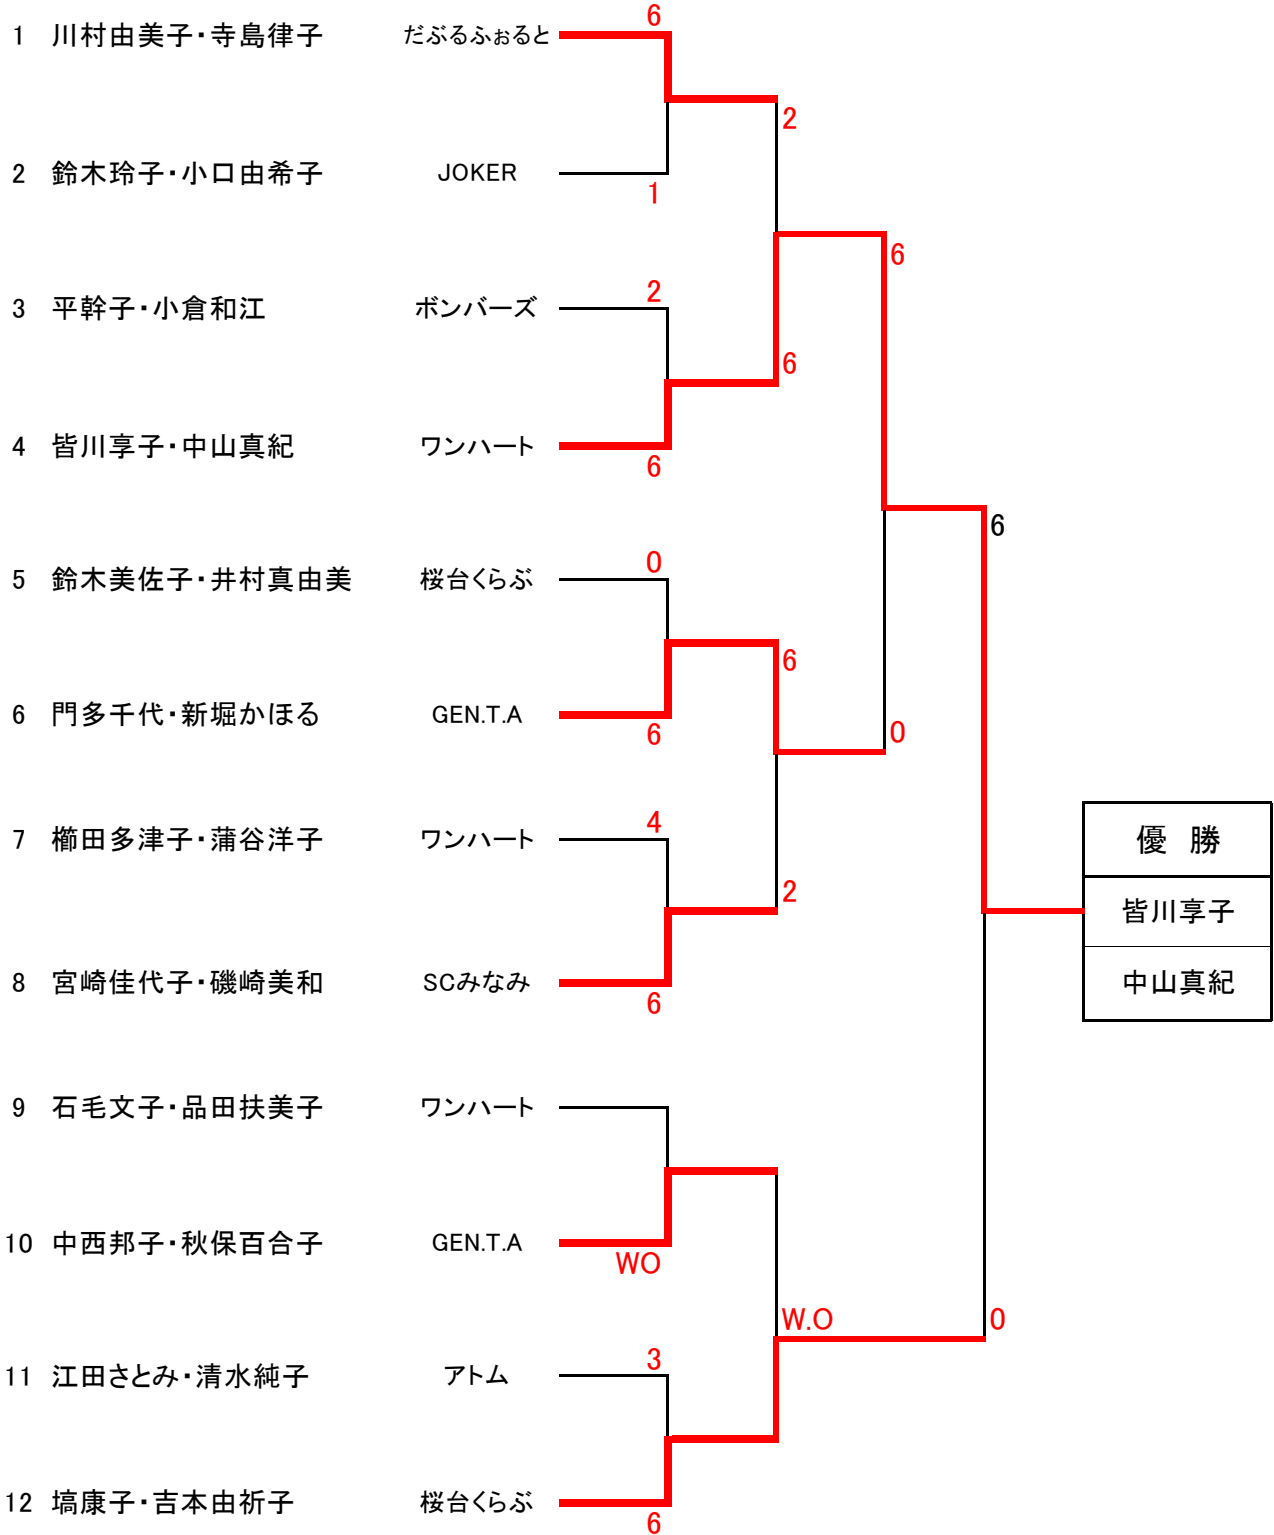 6
1 川村由美子・寺島律子 だぶるふぉると
2
2 鈴木玲子・小口由希子 JOKER
1
6
2
3 平幹子・小倉和江 ボンバーズ
6
4 皆川享子・中山真紀 ワンハート
6
6
0
5 鈴木美佐子・井村真由美 桜台くらぶ
6
6 門多千代・新堀かほる GEN.T.A
6
0
4
7 櫛田多津子・蒲谷洋子 ワンハート
優 勝
2
皆川享子
8 宮崎佳代子・磯崎美和 SCみなみ
中山真紀
6
9 石毛文子・品田扶美子 ワンハート
10 中西邦子・秋保百合子 GEN.T.A
WO
W.O
0
3
11 江田さとみ・清水純子 アトム
12 塙康子・吉本由祈子 桜台くらぶ
6